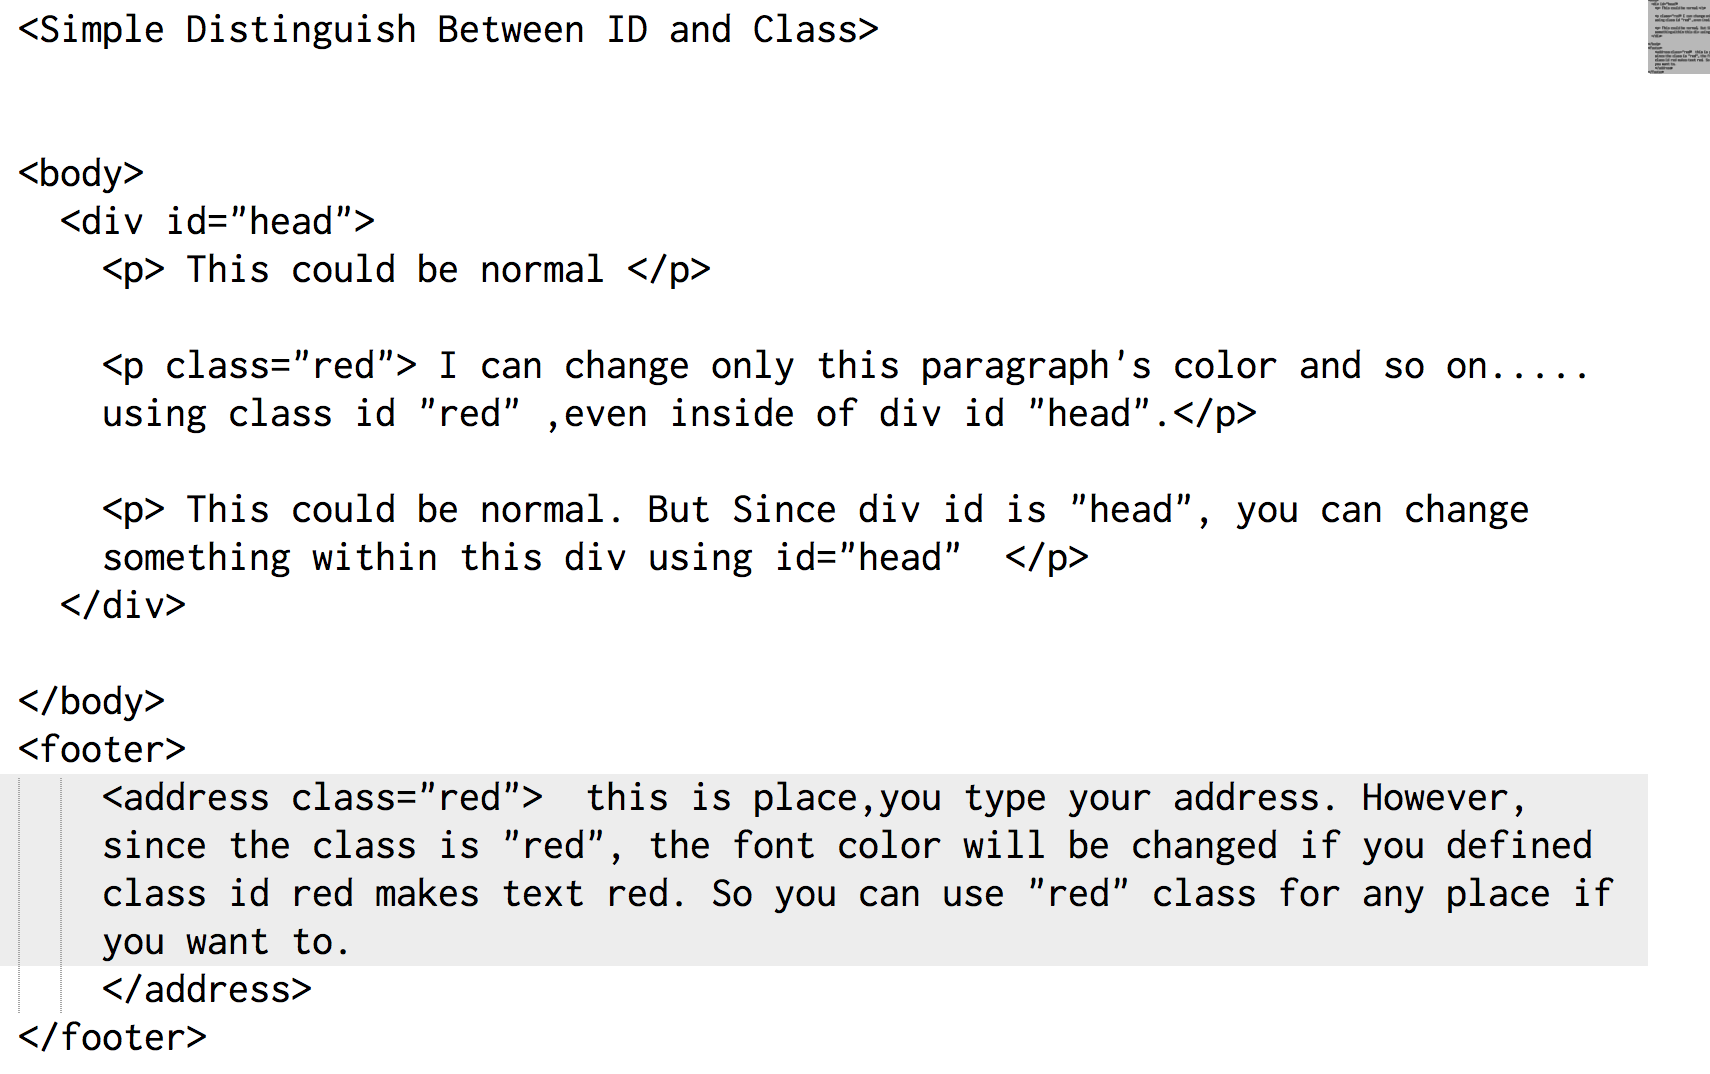 <Simple Distinguish Between ID and Class>
<body>
<div id="head">
<p> This could be normal </p>
<p class="red"> I can change only this paragraph's color and so on.....
using class id "red" ,even inside of div id "head".</p>
<p> This could be normal. But Since div id is "head", you can change
something within this div using id="head"  </p>
</div>
</body>
<footer>
<address class="red">  this is place,you type your address. However,
since the class is "red", the font color will be changed if you defined
class id red makes text red. So you can use "red" class for any place if
you want to.
</address>
</footer>